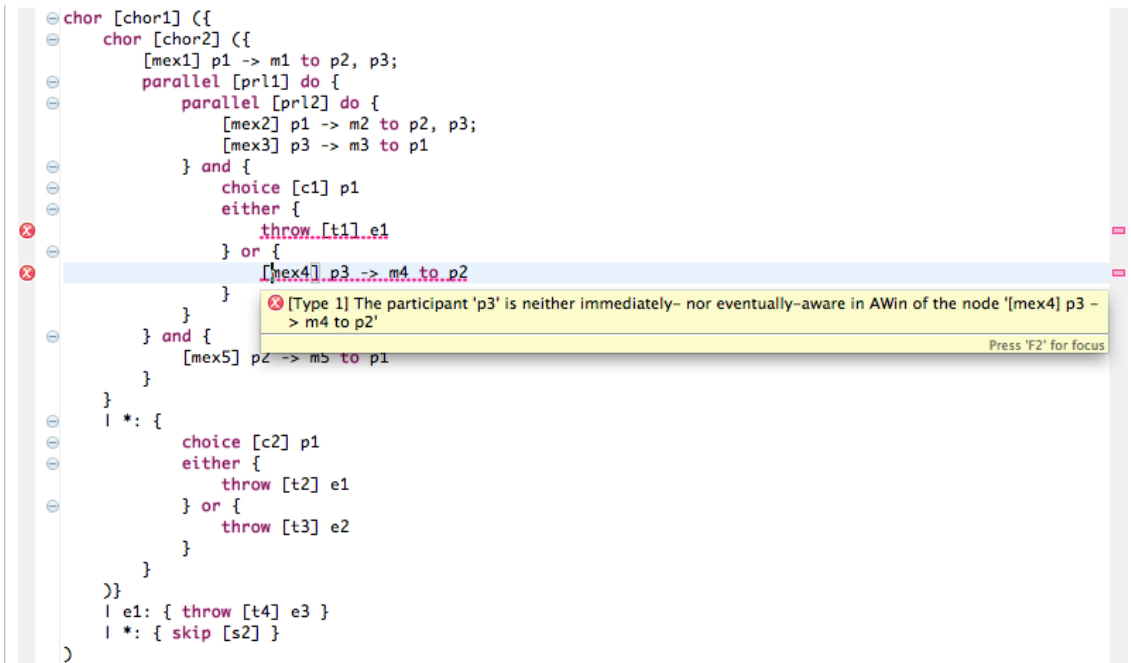 chor [chor1] ({
    chor [chor2] ({
        [mex1] p1 -> m1 to p2, p3;
        parallel [prl1] do {
            parallel [prl2] do {
                [mex2] p1 -> m2 to p2, p3;
                [mex3] p3 -> m3 to p1
            } and {
                choice [c1] p1
                either {
                    throw [t1] e1
                } or {
                    [mex4] p3 -> m4 to p2
                }
[Type 1] The participant 'p3' is neither immediately- nor eventually-aware in AWin of the node '[mex4] p3 -
> m4 to p2'
Press 'F2' for focus
            }
        } and {
            [mex5] p2 -> m5 to p1
        }
    }
    | *: {
            choice [c2] p1
            either {
                throw [t2] e1
            } or {
                throw [t3] e2
            }
        }
    )}
    | e1: { throw [t4] e3 }
    | *: { skip [s2] }
)